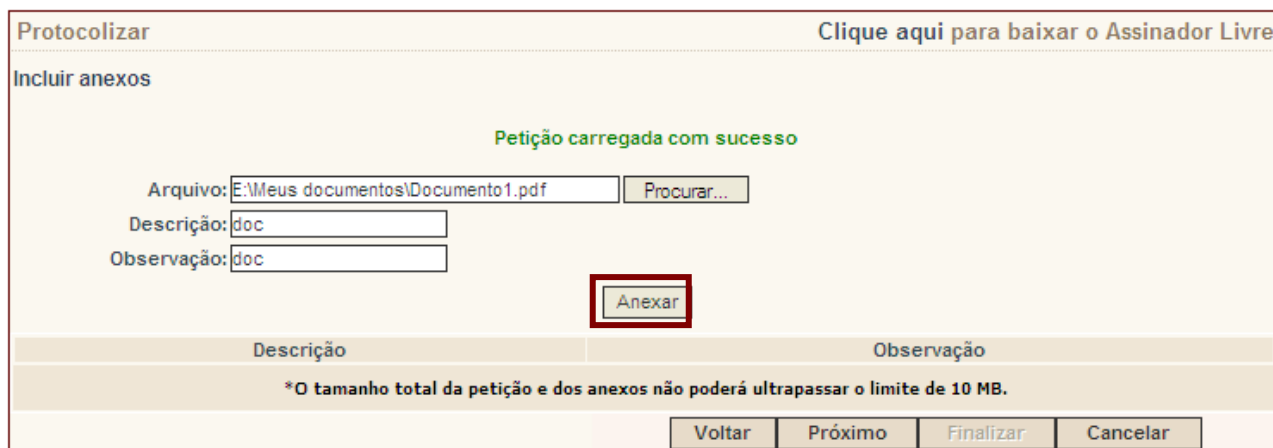 Protocolizar Clique aqui para baixar o Assinador Livre
Incluir anexos
Petição carregada com sucesso
Arquivo: E:\Meus documentos\Documento1.pdf Procurar...
Descrição: doc
Observação: doc
Anexar
Descrição Observação
*O tamanho total da petição e dos anexos não poderá ultrapassar o limite de 10 MB.
Voltar Próximo Finalizar Cancelar